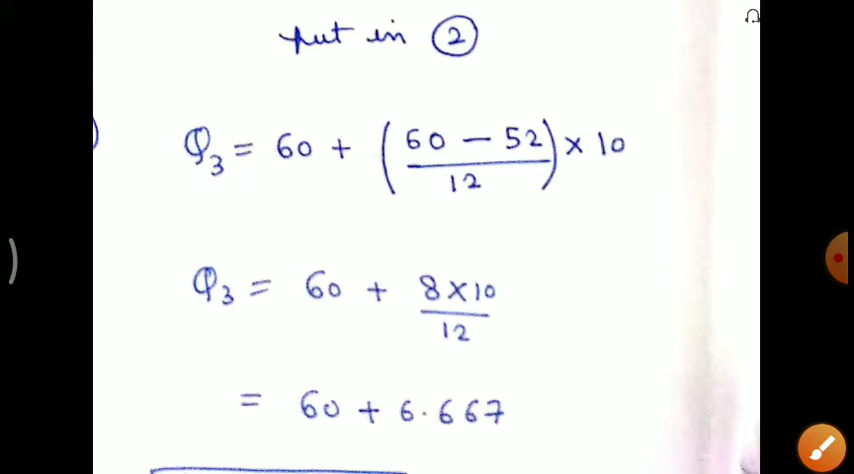 put in ②
Q₃ = 60 + (60 − 52 / 12) × 10
Q₃ = 60 + 8×10 / 12
= 60 + 6.667